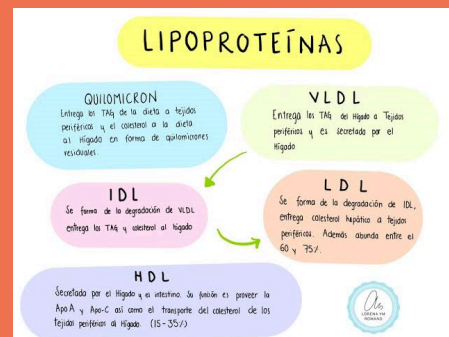 LIPOPROTEÍNAS
QUILOMICRON
Entrega los TAG de la dieta a tejidos
periféricos y el colesterol a la dieta
al Hígado en forma de quilomicrones
residuales.
VLDL
Entrega los TAG del Hígado a Tejidos
periféricos y es secretada por el
Hígado
IDL
Se forma de la degradación de VLDL
entrega los TAG y colesterol al hígado
LDL
Se forma de la degradación de IDL,
entrega colesterol hepático a tejidos
periféricos. Además abunda entre el
60 y 75%.
HDL
Secretada por el Hígado y el intestino. Su función es proveer la
Apo A y Apo-C así como el transporte del colesterol de los
tejidos periféricos al Hígado. (15-35%)
LORENA YM
ROMANO